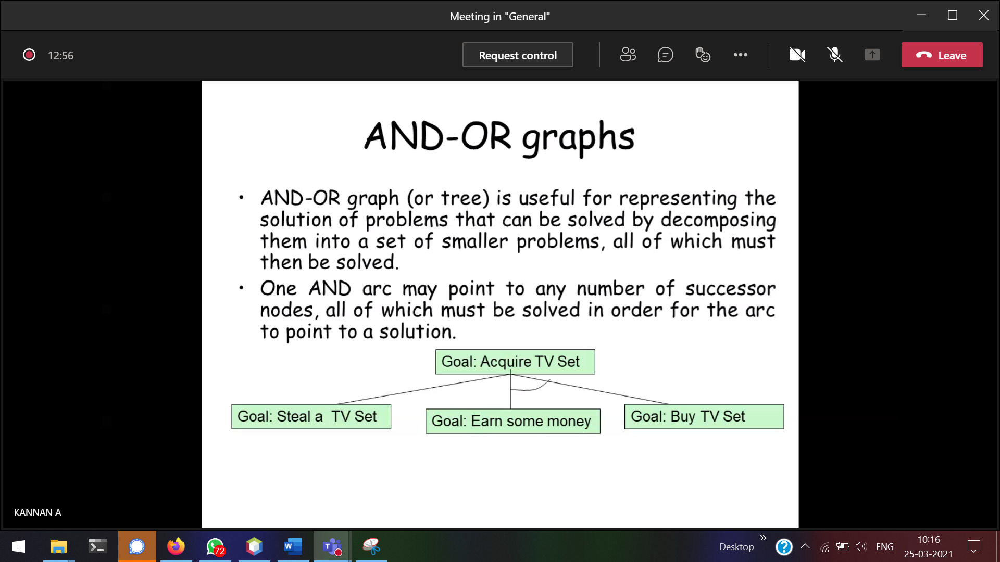 Meeting in "General"
12:56
Request control
Leave
AND-OR graphs
• AND-OR graph (or tree) is useful for representing the
solution of problems that can be solved by decomposing
them into a set of smaller problems, all of which must
then be solved.
• One AND arc may point to any number of successor
nodes, all of which must be solved in order for the arc
to point to a solution.
Goal: Acquire TV Set
Goal: Steal a TV Set
Goal: Earn some money
Goal: Buy TV Set
KANNAN A
72
W
T
Desktop
ENG
10:16
25-03-2021